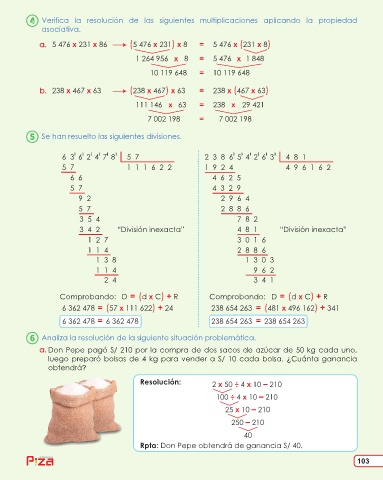 4 Verifica la resolución de las siguientes multiplicaciones aplicando la propiedad
asociativa.
a. 5 476 x 231 x 86 → (5 476 x 231) x 8 = 5 476 x (231 x 8)
1 264 956 x 8 = 5 476 x 1 848
10 119 648 = 10 119 648
b. 238 x 467 x 63 → (238 x 467) x 63 = 238 x (467 x 63)
111 146 x 63 = 238 x 29 421
7 002 198 = 7 002 198
5 Se han resuelto las siguientes divisiones.
6 3 6 2 4 7 8 5 7
5 7 1 1 1 6 2 2
6 6
5 7
9 2
5 7
3 5 4
3 4 2 "División inexacta"
1 2 7
1 1 4
1 3 8
1 1 4
2 4
2 3 8 6 5 4 2 6 3 4 8 1
1 9 2 4 4 9 6 1 6 2
4 6 2 5
4 3 2 9
2 9 6 4
2 8 8 6
7 8 2
4 8 1 "División inexacta"
3 0 1 6
2 8 8 6
1 3 0 3
9 6 2
3 4 1
Comprobando: D = (d x C) + R
6 362 478 = (57 x 111 622) + 24
6 362 478 = 6 362 478
Comprobando: D = (d x C) + R
238 654 263 = (481 x 496 162) + 341
238 654 263 = 238 654 263
6 Analiza la resolución de la siguiente situación problemática.
a. Don Pepe pagó S/ 210 por la compra de dos sacos de azúcar de 50 kg cada uno,
luego preparó bolsas de 4 kg para vender a S/ 10 cada bolsa. ¿Cuánta ganancia
obtendrá?
Resolución: 2 x 50 ÷ 4 x 10 – 210
100 ÷ 4 x 10 – 210
25 x 10 – 210
250 – 210
40
Rpta: Don Pepe obtendrá de ganancia S/ 40.
103